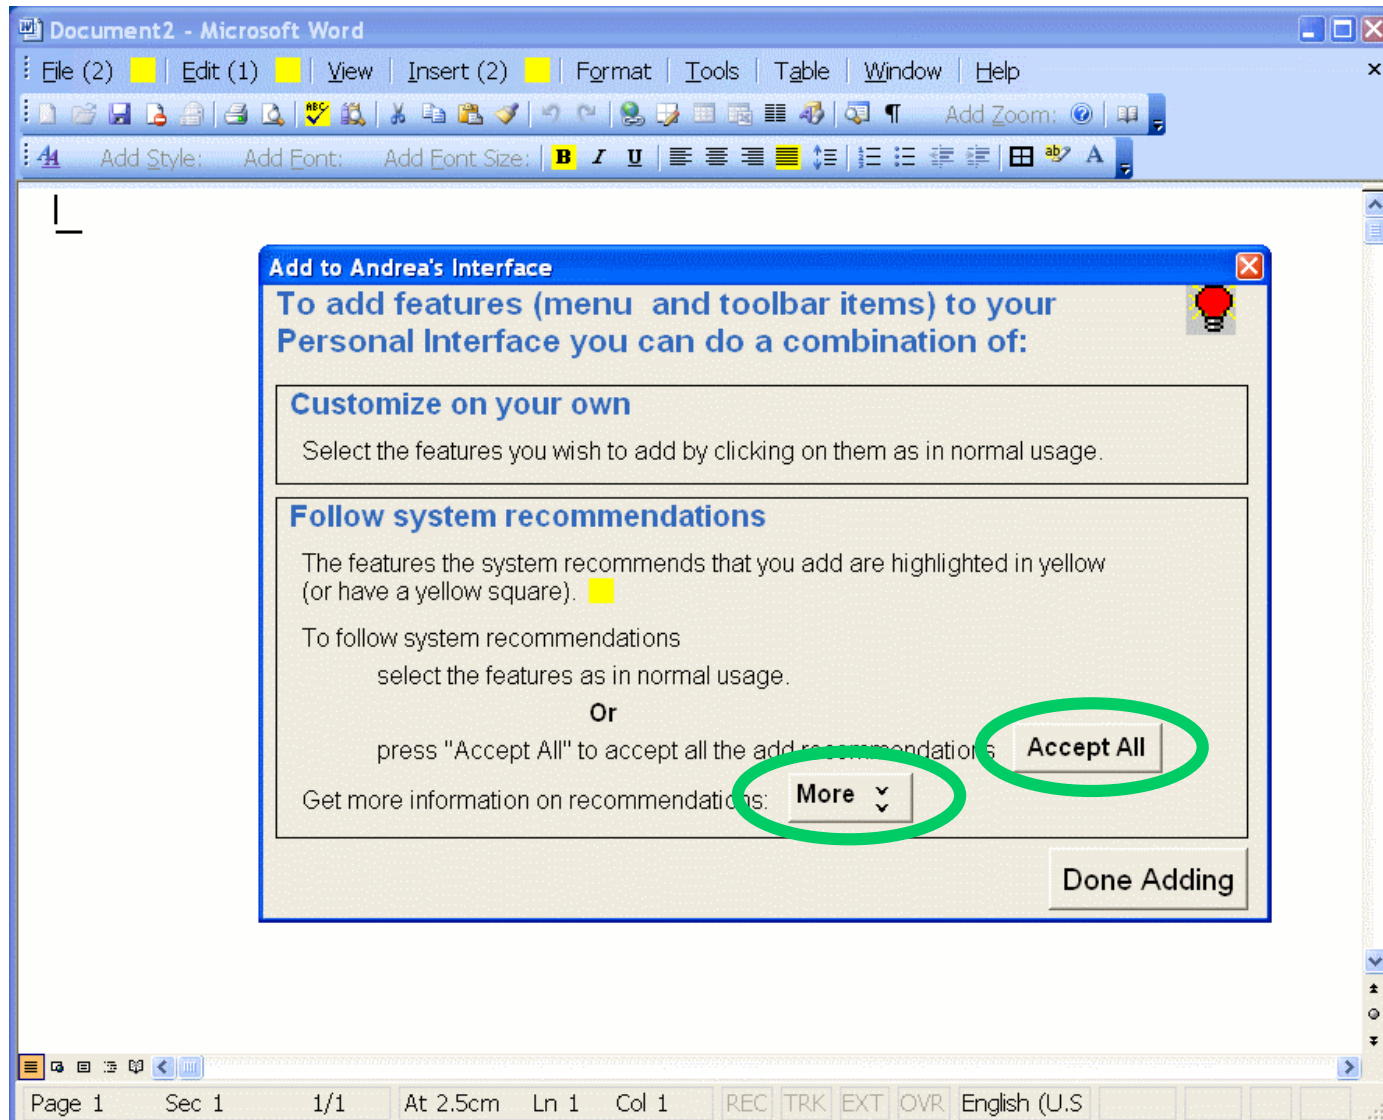 Document2 - Microsoft Word
File (2) Edit (1) View Insert (2) Format Tools Table Window Help
ABC Add Zoom:
Add Style: Add Font: Add Font Size: B I U ab A
Add to Andrea's Interface
To add features (menu and toolbar items) to your
Personal Interface you can do a combination of:
Customize on your own
Select the features you wish to add by clicking on them as in normal usage.
Follow system recommendations
The features the system recommends that you add are highlighted in yellow
(or have a yellow square).
To follow system recommendations
select the features as in normal usage.
Or
press "Accept All" to accept all the add recommendations Accept All
Get more information on recommendations: More
Done Adding
Page 1 Sec 1 1/1 At 2.5cm Ln 1 Col 1 REC TRK EXT OVR English (U.S